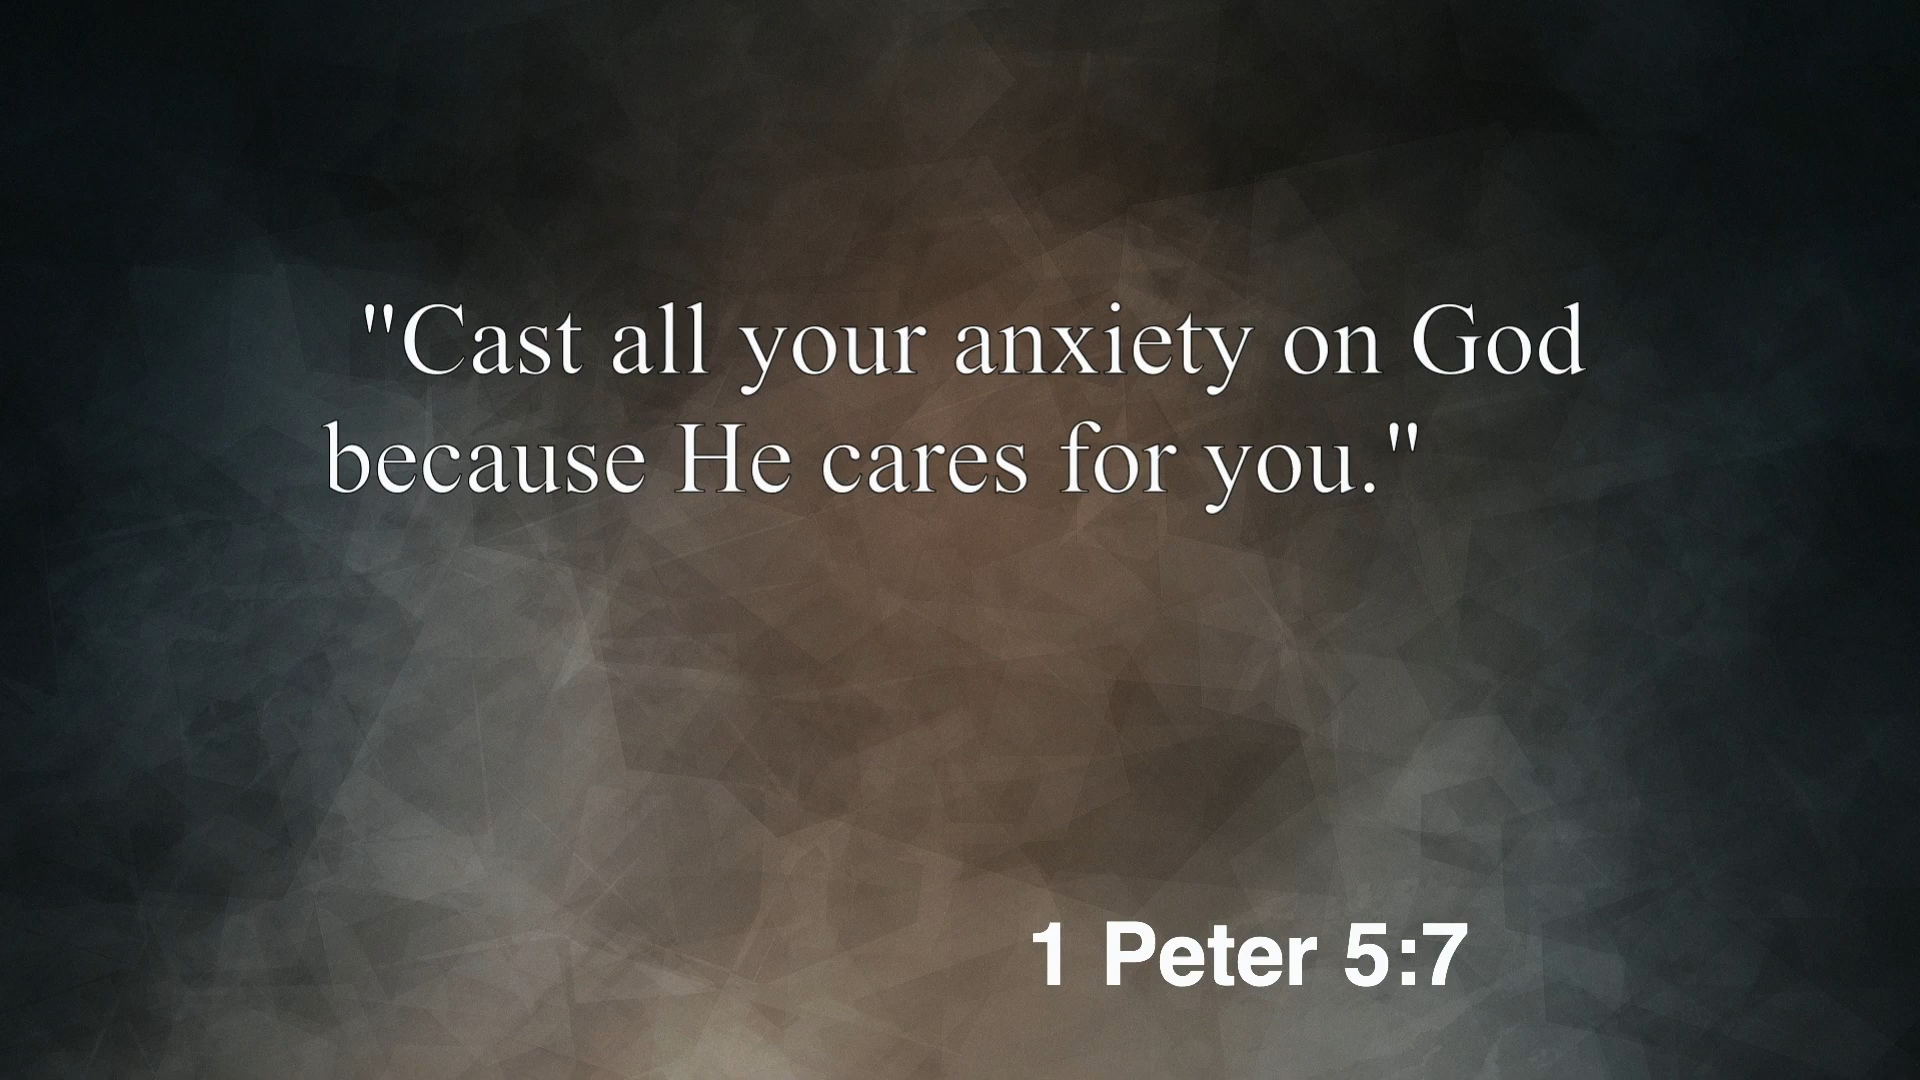 "Cast all your anxiety on God
because He cares for you."
1 Peter 5:7